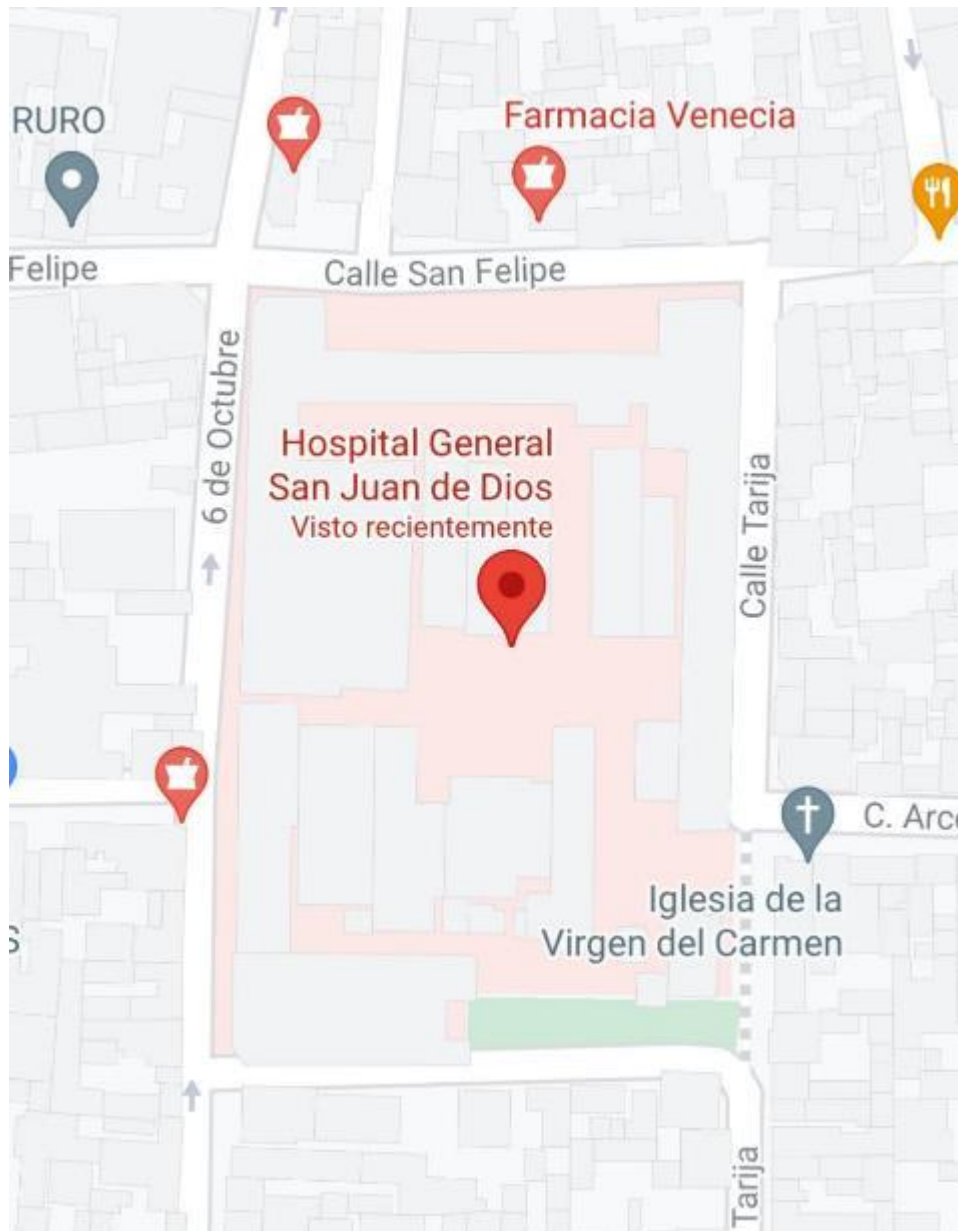 RURO
Farmacia Venecia
Felipe
Calle San Felipe
6 de Octubre
Hospital General
San Juan de Dios
Visto recientemente
Calle Tarija
C. Arce
Iglesia de la
Virgen del Carmen
S
Tarija